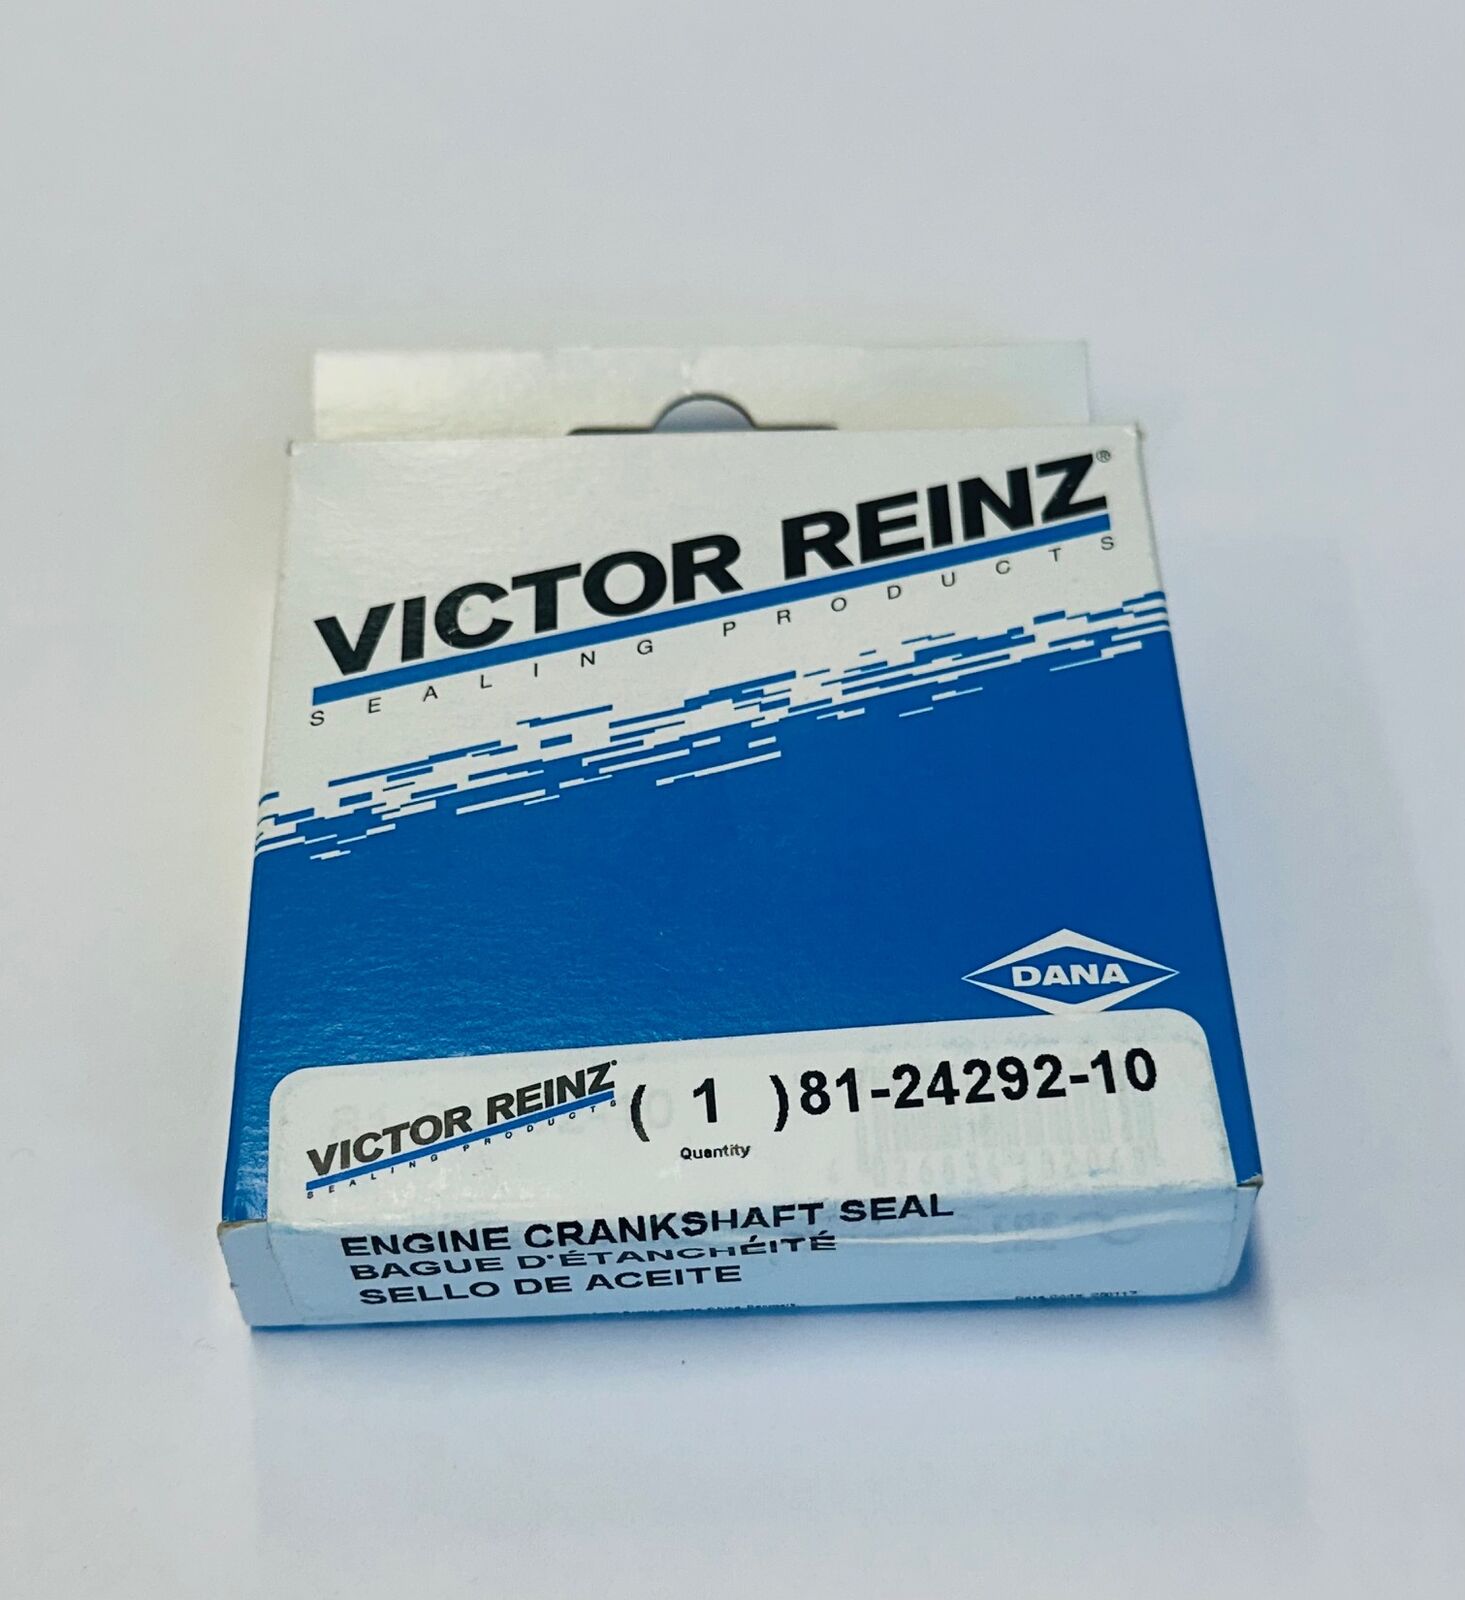 VICTOR REINZ®
SEALING PRODUCTS
DANA
VICTOR REINZ
SEALING PRODUCTS
( 1 ) 81-24292-10
Quantity
ENGINE CRANKSHAFT SEAL
BAGUE D'ÉTANCHÉITÉ
SELLO DE ACEITE